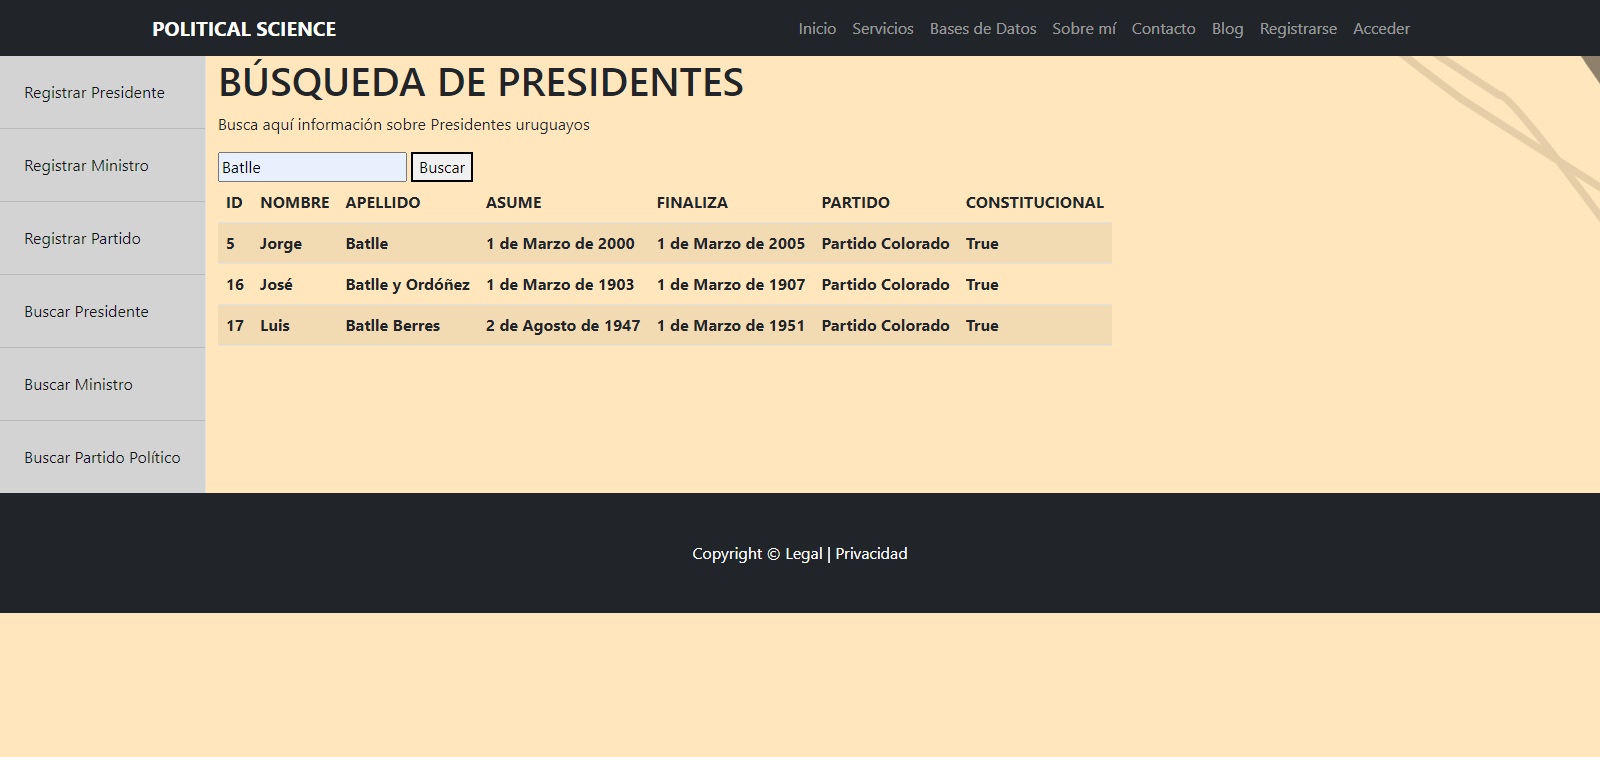 POLITICAL SCIENCE Inicio Servicios Bases de Datos Sobre mí Contacto Blog Registrarse Acceder
Registrar Presidente
Registrar Ministro
Registrar Partido
Buscar Presidente
Buscar Ministro
Buscar Partido Político
BÚSQUEDA DE PRESIDENTES
Busca aquí información sobre Presidentes uruguayos
Batlle Buscar
ID NOMBRE APELLIDO ASUME FINALIZA PARTIDO CONSTITUCIONAL
5 Jorge Batlle 1 de Marzo de 2000 1 de Marzo de 2005 Partido Colorado True
16 José Batlle y Ordóñez 1 de Marzo de 1903 1 de Marzo de 1907 Partido Colorado True
17 Luis Batlle Berres 2 de Agosto de 1947 1 de Marzo de 1951 Partido Colorado True
Copyright © Legal | Privacidad